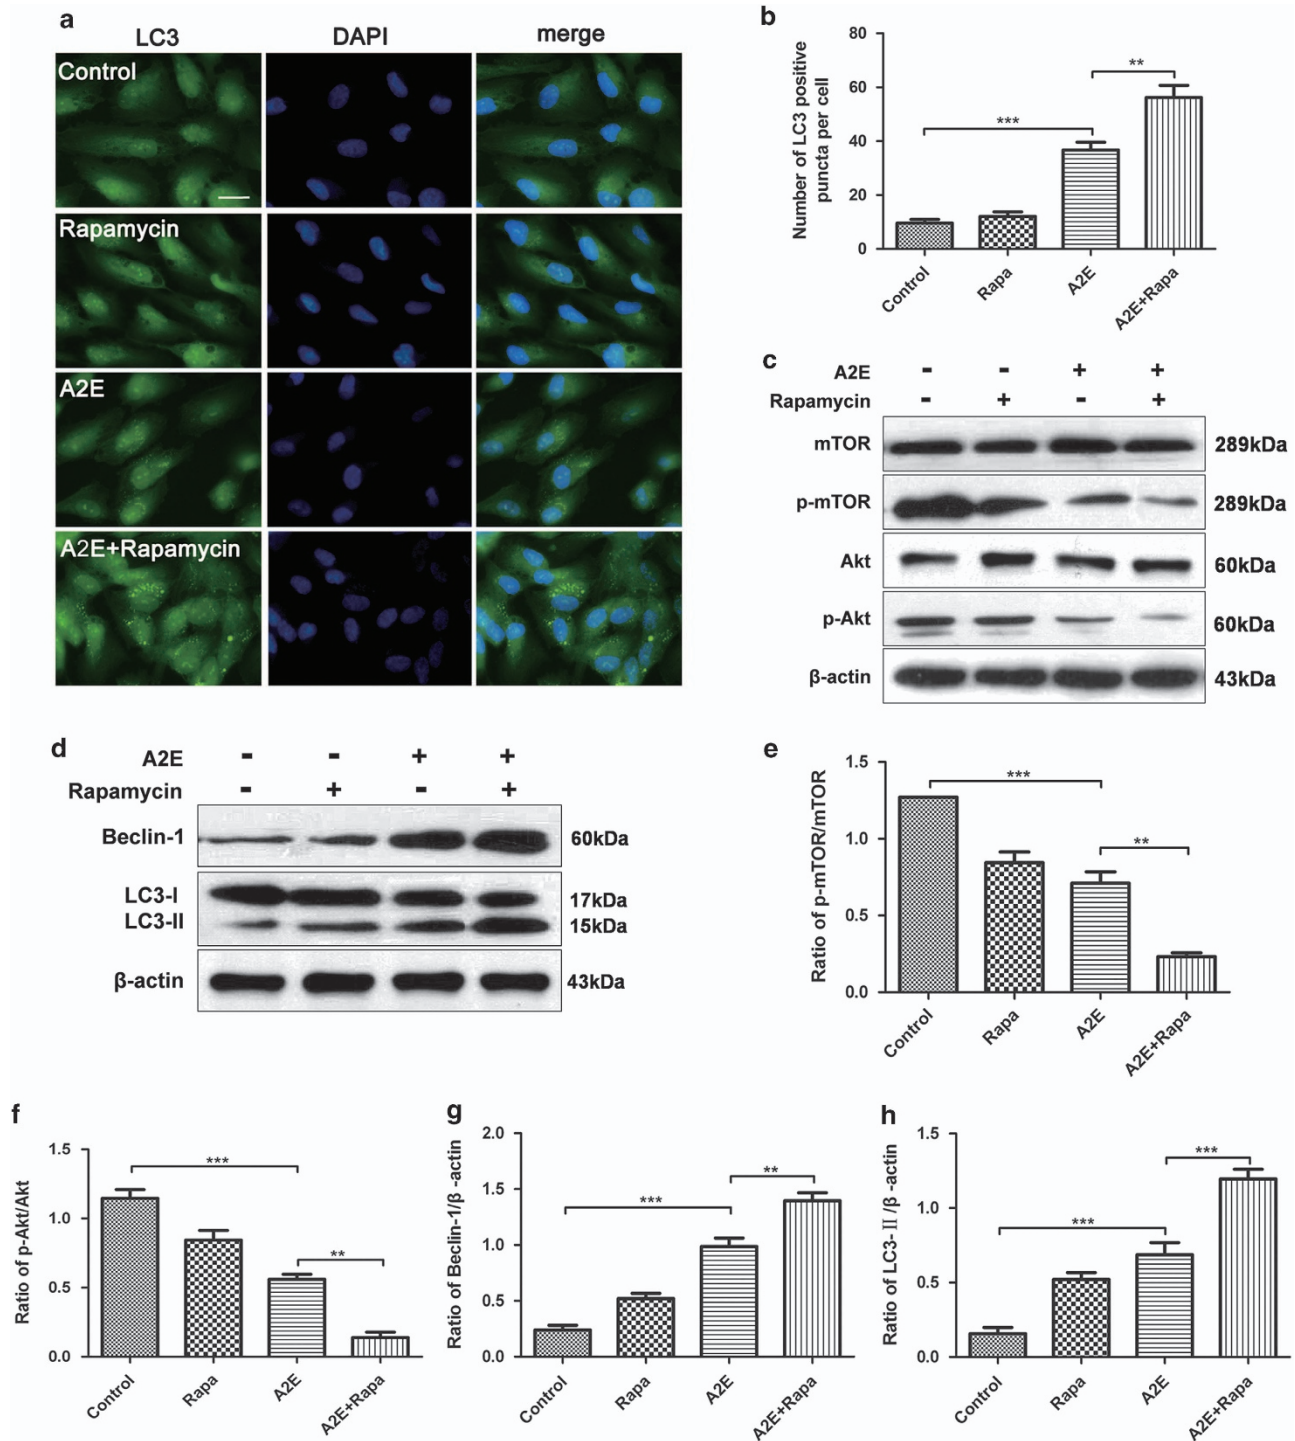 a
LC3 DAPI merge
Control
Rapamycin
A2E
A2E+Rapamycin
b
Number of LC3 positive
puncta per cell
80
60
40
20
0
***
**
Control Rapa A2E A2E+Rapa
c
A2E - - + +
Rapamycin - + - +
mTOR 289kDa
p-mTOR 289kDa
Akt 60kDa
p-Akt 60kDa
β-actin 43kDa
d
A2E - - + +
Rapamycin - + - +
Beclin-1 60kDa
LC3-I 17kDa
LC3-II 15kDa
β-actin 43kDa
e
Ratio of p-mTOR/mTOR
1.5
1.0
0.5
0.0
***
**
Control Rapa A2E A2E+Rapa
f
Ratio of p-Akt/Akt
1.5
1.0
0.5
0.0
***
**
Control Rapa A2E A2E+Rapa
g
Ratio of Beclin-1/β -actin
2.0
1.5
1.0
0.5
0.0
***
**
Control Rapa A2E A2E+Rapa
h
Ratio of LC3- II /β -actin
1.5
1.0
0.5
0.0
***
***
Control Rapa A2E A2E+Rapa